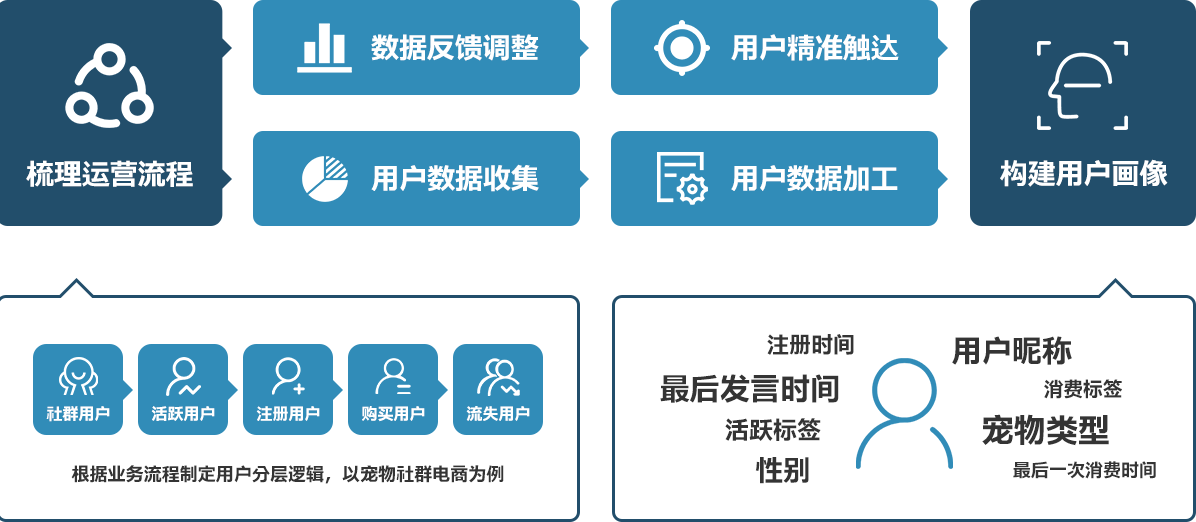 梳理运营流程
数据反馈调整
用户精准触达
用户数据收集
用户数据加工
构建用户画像
社群用户
活跃用户
注册用户
购买用户
流失用户
根据业务流程制定用户分层逻辑，以宠物社群电商为例
注册时间
最后发言时间
活跃标签
性别
用户昵称
消费标签
宠物类型
最后一次消费时间